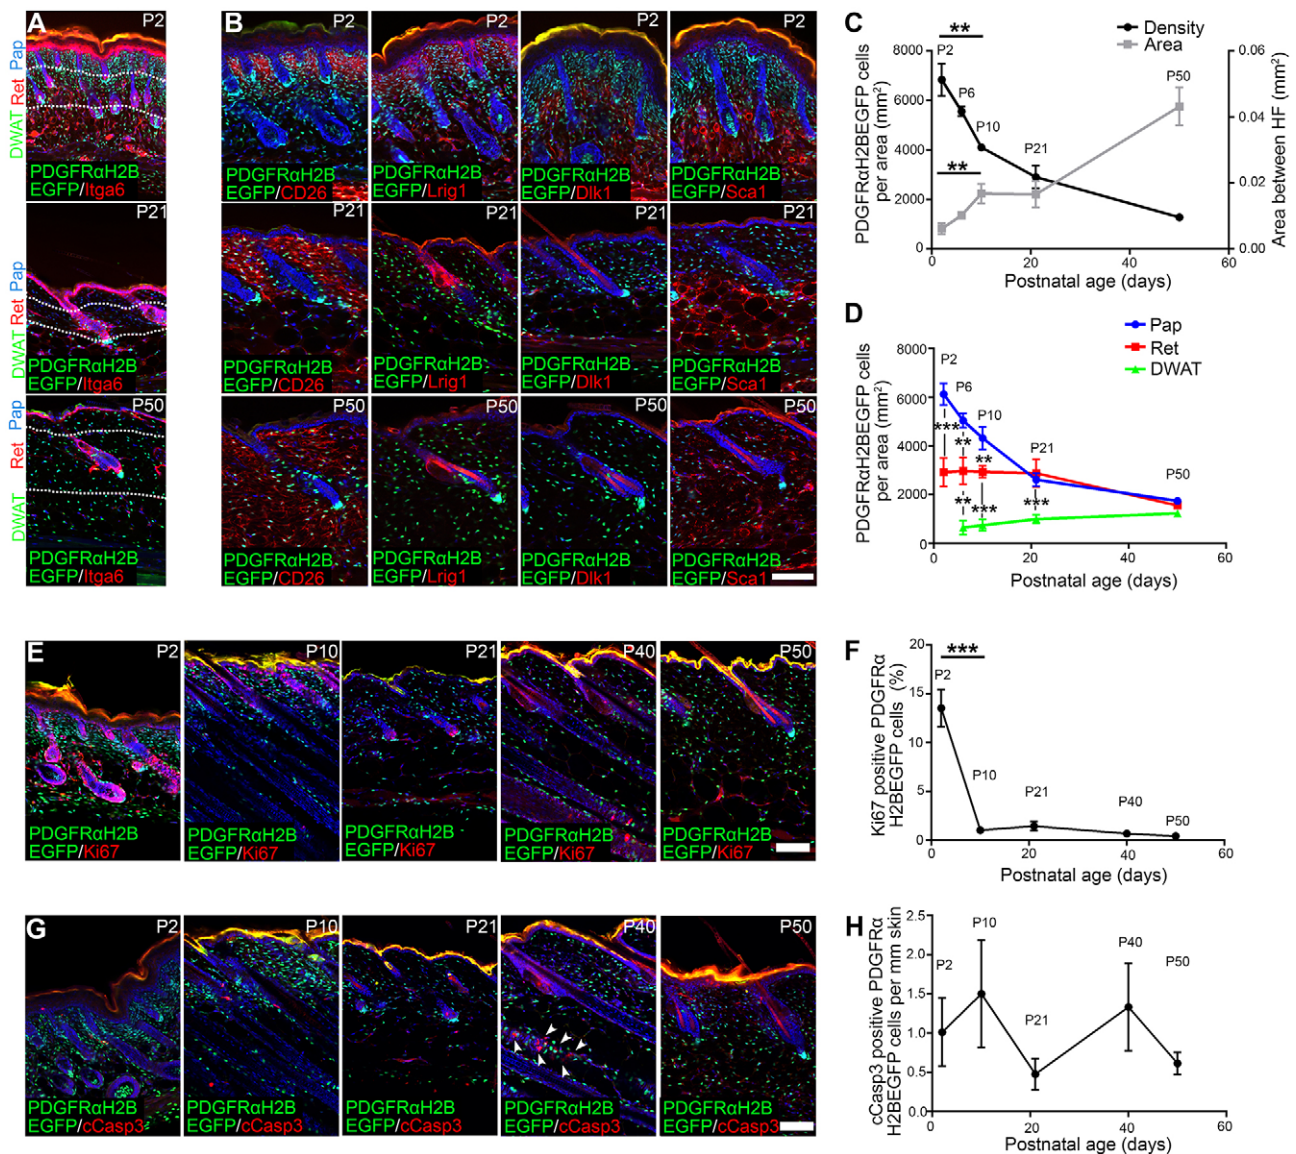 A
P2
DWAT Ret Pap
PDGFRαH2B
EGFP/Itga6
P21
DWAT Ret Pap
PDGFRαH2B
EGFP/Itga6
P50
DWAT Ret Pap
PDGFRαH2B
EGFP/Itga6
B
P2
P2
P2
P2
PDGFRαH2B
EGFP/CD26
PDGFRαH2B
EGFP/Lrig1
PDGFRαH2B
EGFP/Dlk1
PDGFRαH2B
EGFP/Sca1
P21
P21
P21
P21
PDGFRαH2B
EGFP/CD26
PDGFRαH2B
EGFP/Lrig1
PDGFRαH2B
EGFP/Dlk1
PDGFRαH2B
EGFP/Sca1
P50
P50
P50
P50
PDGFRαH2B
EGFP/CD26
PDGFRαH2B
EGFP/Lrig1
PDGFRαH2B
EGFP/Dlk1
PDGFRαH2B
EGFP/Sca1
C
Density
Area
PDGFRαH2BEGFP cells
per area (mm²)
8000
6000
4000
2000
0
**
**
P2
P6
P10
P21
P50
0.06
0.04
0.02
0.00
Area between HF (mm²)
0
20
40
60
Postnatal age (days)
D
Pap
Ret
DWAT
PDGFRαH2BEGFP cells
per area (mm²)
8000
6000
4000
2000
0
P2
P6
P10
P21
P50
***
**
**
**
***
***
0
20
40
60
Postnatal age (days)
E
P2
P10
P21
P40
P50
PDGFRαH2B
EGFP/Ki67
PDGFRαH2B
EGFP/Ki67
PDGFRαH2B
EGFP/Ki67
PDGFRαH2B
EGFP/Ki67
PDGFRαH2B
EGFP/Ki67
F
Ki67 positive PDGFRα
H2BEGFP cells (%)
20
15
10
5
0
***
P2
P10
P21
P40
P50
0
20
40
60
Postnatal age (days)
G
P2
P10
P21
P40
P50
PDGFRαH2B
EGFP/cCasp3
PDGFRαH2B
EGFP/cCasp3
PDGFRαH2B
EGFP/cCasp3
PDGFRαH2B
EGFP/cCasp3
PDGFRαH2B
EGFP/cCasp3
H
cCasp3 positive PDGFRα
H2BEGFP cells per mm skin
2.5
2.0
1.5
1.0
0.5
0.0
P2
P10
P21
P40
P50
0
20
40
60
Postnatal age (days)